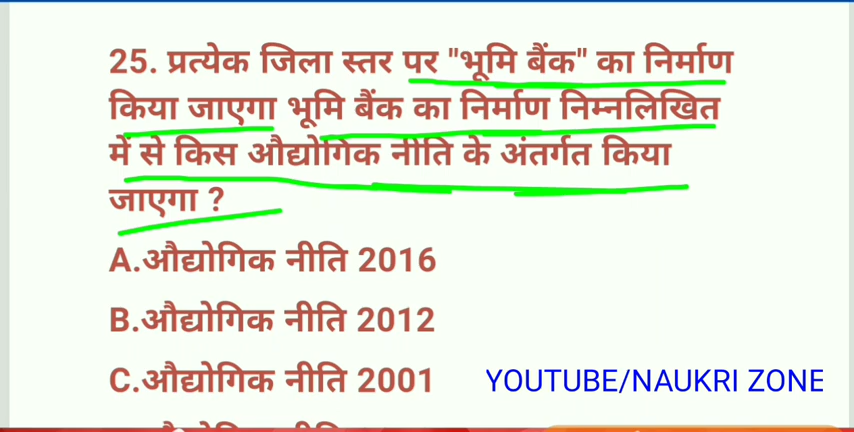 25. प्रत्येक जिला स्तर पर "भूमि बैंक" का निर्माण
किया जाएगा भूमि बैंक का निर्माण निम्नलिखित
में से किस औद्योगिक नीति के अंतर्गत किया
जाएगा ?
A.औद्योगिक नीति 2016
B.औद्योगिक नीति 2012
C.औद्योगिक नीति 2001
YOUTUBE/NAUKRI ZONE